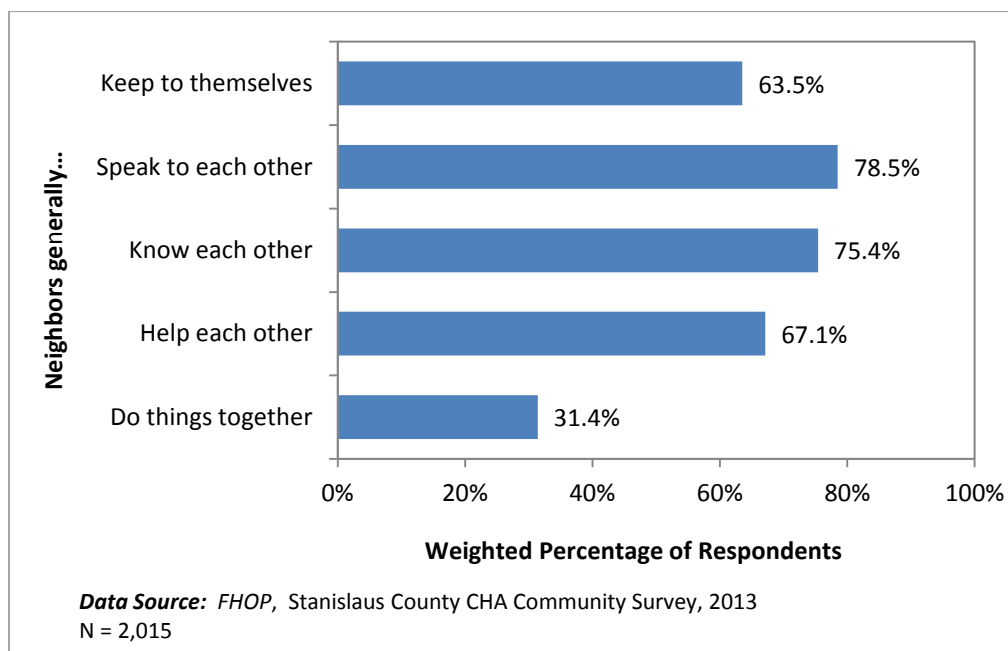 Neighbors generally...
Keep to themselves
63.5%
Speak to each other
78.5%
Know each other
75.4%
Help each other
67.1%
Do things together
31.4%
0% 20% 40% 60% 80% 100%
Weighted Percentage of Respondents
Data Source: FHOP, Stanislaus County CHA Community Survey, 2013
N = 2,015